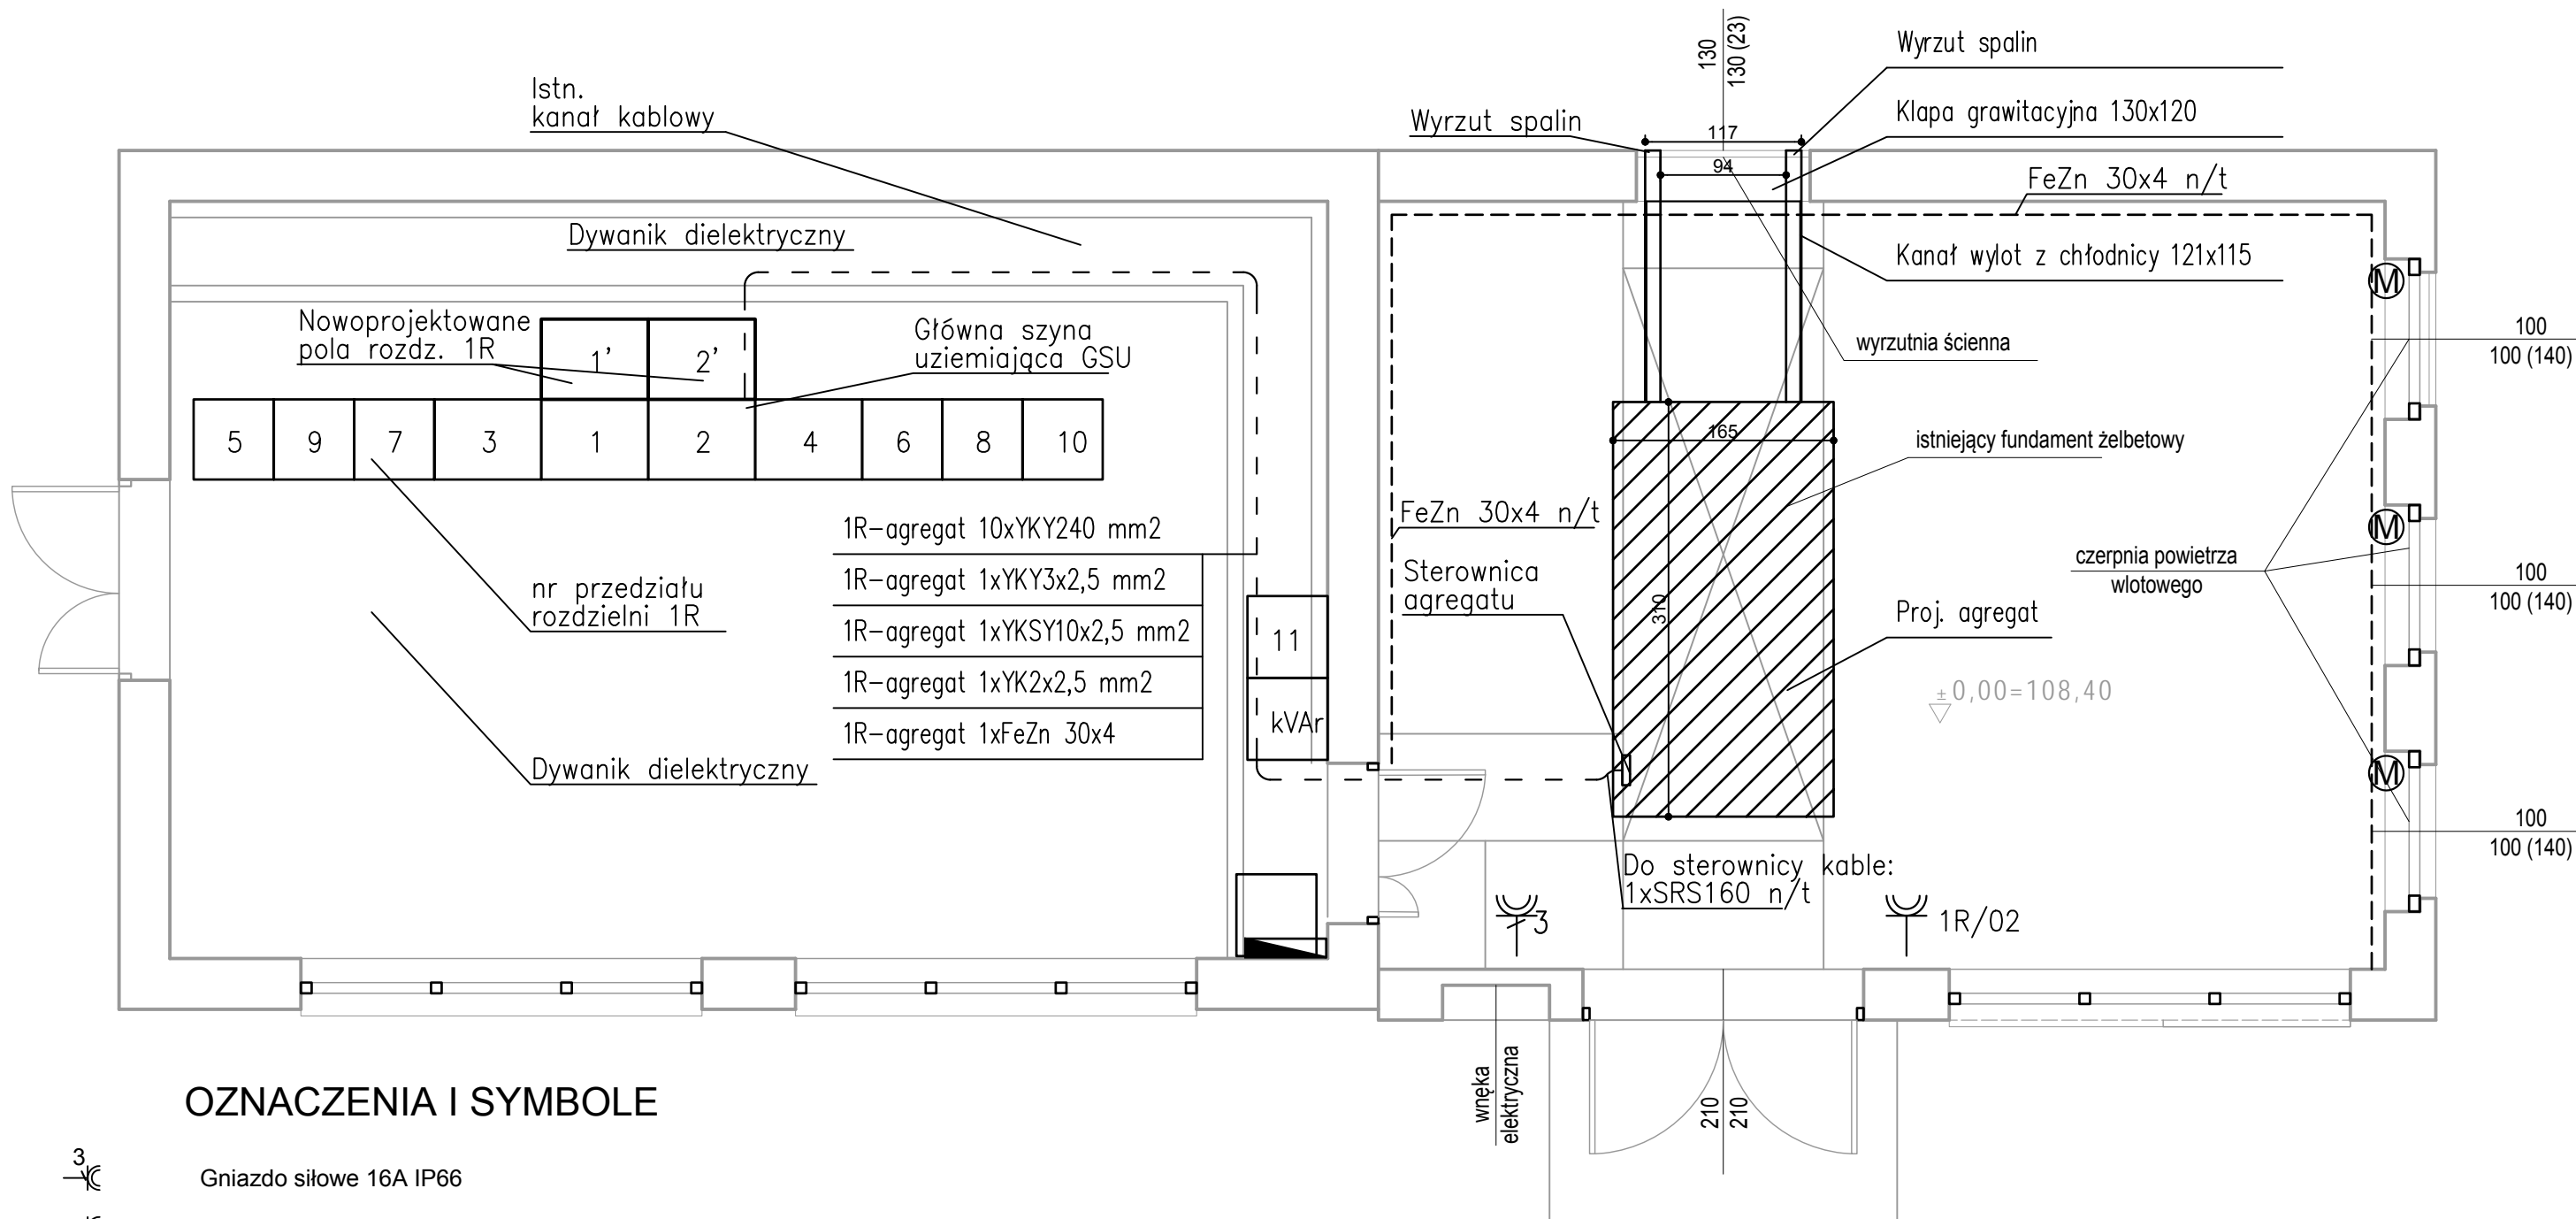 130
130 (23)
Wyrzut spalin
Istn.
kanał kablowy
Wyrzut spalin
Klapa grawitacyjna 130x120
117
94
FeZn 30x4 n/t
Dywanik dielektryczny
Kanał wylot z chłodnicy 121x115
M
Nowoprojektowane
pola rozdz. 1R
1'
2'
Główna szyna
uziemiająca GSU
wyrzutnia ścienna
100
100 (140)
5
9
7
3
1
2
4
6
8
10
165
istniejący fundament żelbetowy
FeZn 30x4 n/t
1R-agregat 10xYKY240 mm2
1R-agregat 1xYKY3x2,5 mm2
1R-agregat 1xYKSY10x2,5 mm2
1R-agregat 1xYK2x2,5 mm2
1R-agregat 1xFeZn 30x4
M
czerpnia powietrza
wlotowego
100
100 (140)
Sterownica
agregatu
nr przedziału
rozdzielni 1R
310
Proj. agregat
11
kVAr
±0,00=108,40
Dywanik dielektryczny
M
100
100 (140)
Do sterownicy kable:
1xSRS160 n/t
3
1R/02
wnęka
elektryczna
210
210
OZNACZENIA I SYMBOLE
3
Gniazdo siłowe 16A IP66